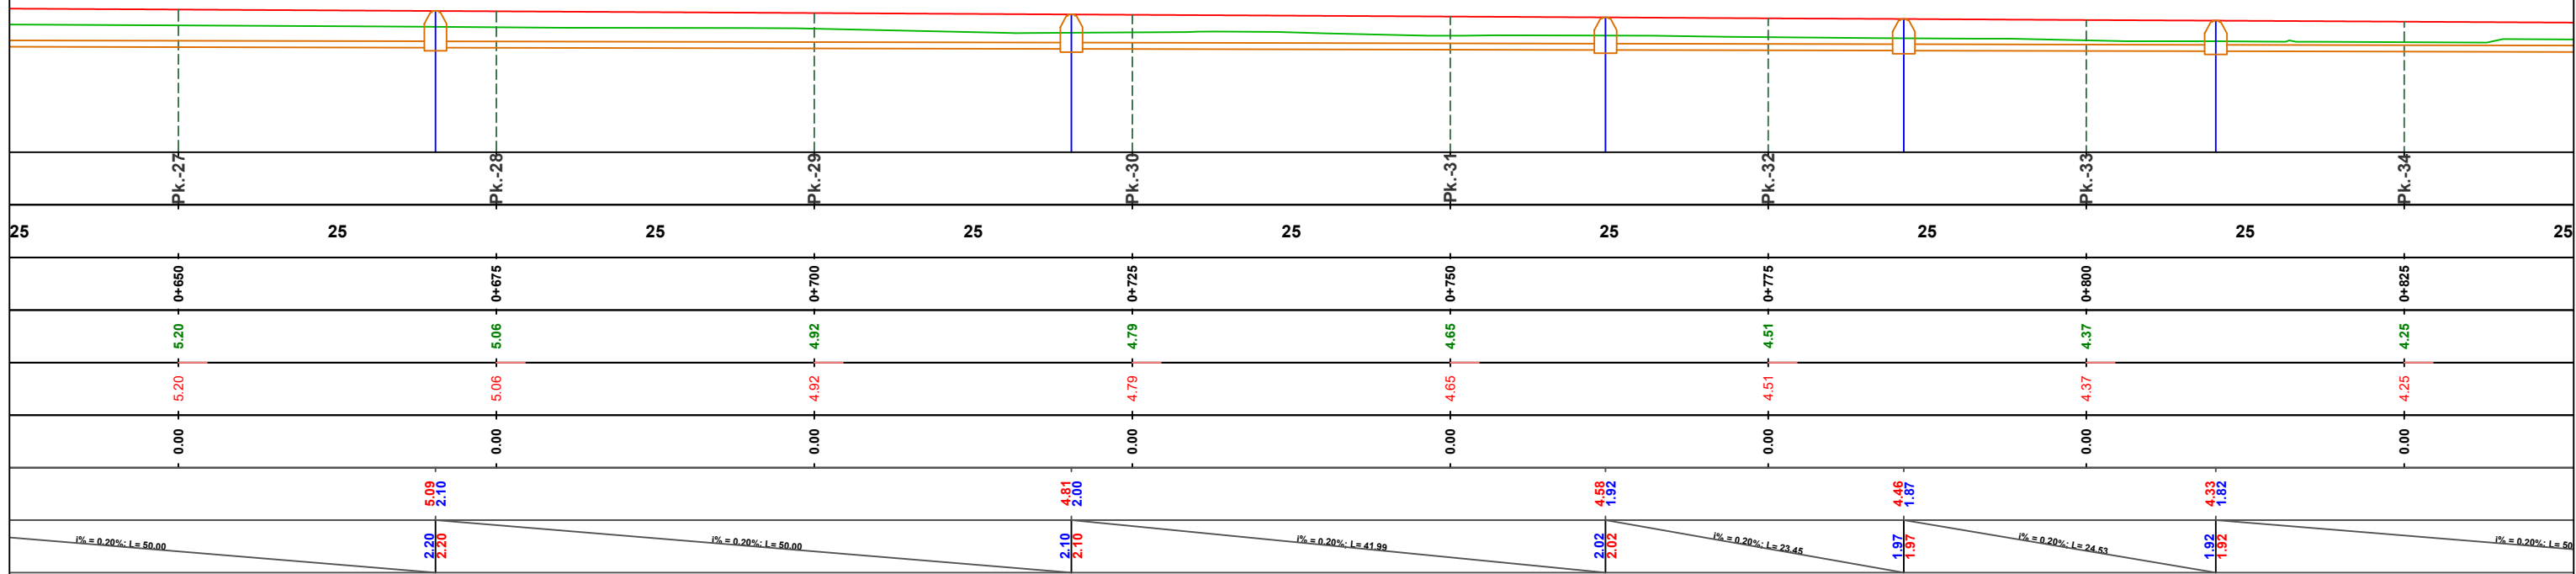 Pk.-27 Pk.-28 Pk.-29 Pk.-30 Pk.-31 Pk.-32 Pk.-33 Pk.-34
25 25 25 25 25 25 25 25 25
0+650 0+675 0+700 0+725 0+750 0+775 0+800 0+825
5.20 5.06 4.92 4.79 4.65 4.51 4.37 4.25
5.20 5.06 4.92 4.79 4.65 4.51 4.37 4.25
0.00 0.00 0.00 0.00 0.00 0.00 0.00 0.00
5.09 4.81 4.58 4.46 4.33
2.10 2.00 1.92 1.87 1.82
i% = 0.20%; L= 50.00 i% = 0.20%; L= 50.00 i% = 0.20%; L= 41.99 i% = 0.20%; L= 23.45 i% = 0.20%; L= 24.53 i% = 0.20%; L= 50
2.20 2.10 2.02 1.97 1.92
2.20 2.10 2.02 1.97 1.92